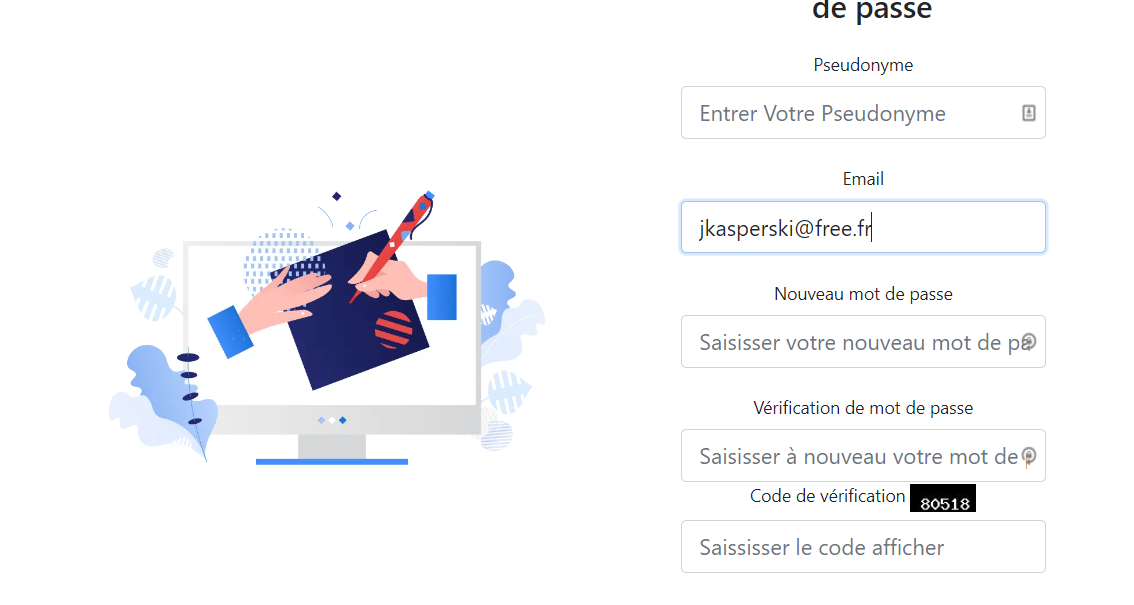 de passe
Pseudonyme
Entrer Votre Pseudonyme
Email
jkasperski@free.fr
Nouveau mot de passe
Saisisser votre nouveau mot de pa
Vérification de mot de passe
Saisisser à nouveau votre mot de
Code de vérification 80518
Saississer le code afficher